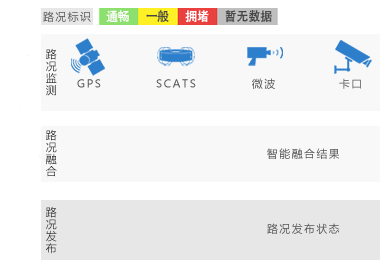 路况标识 通畅 一般 拥堵 暂无数据
路况监测
GPS SCATS 微波 卡口
路况融合
智能融合结果
路况发布
路况发布状态